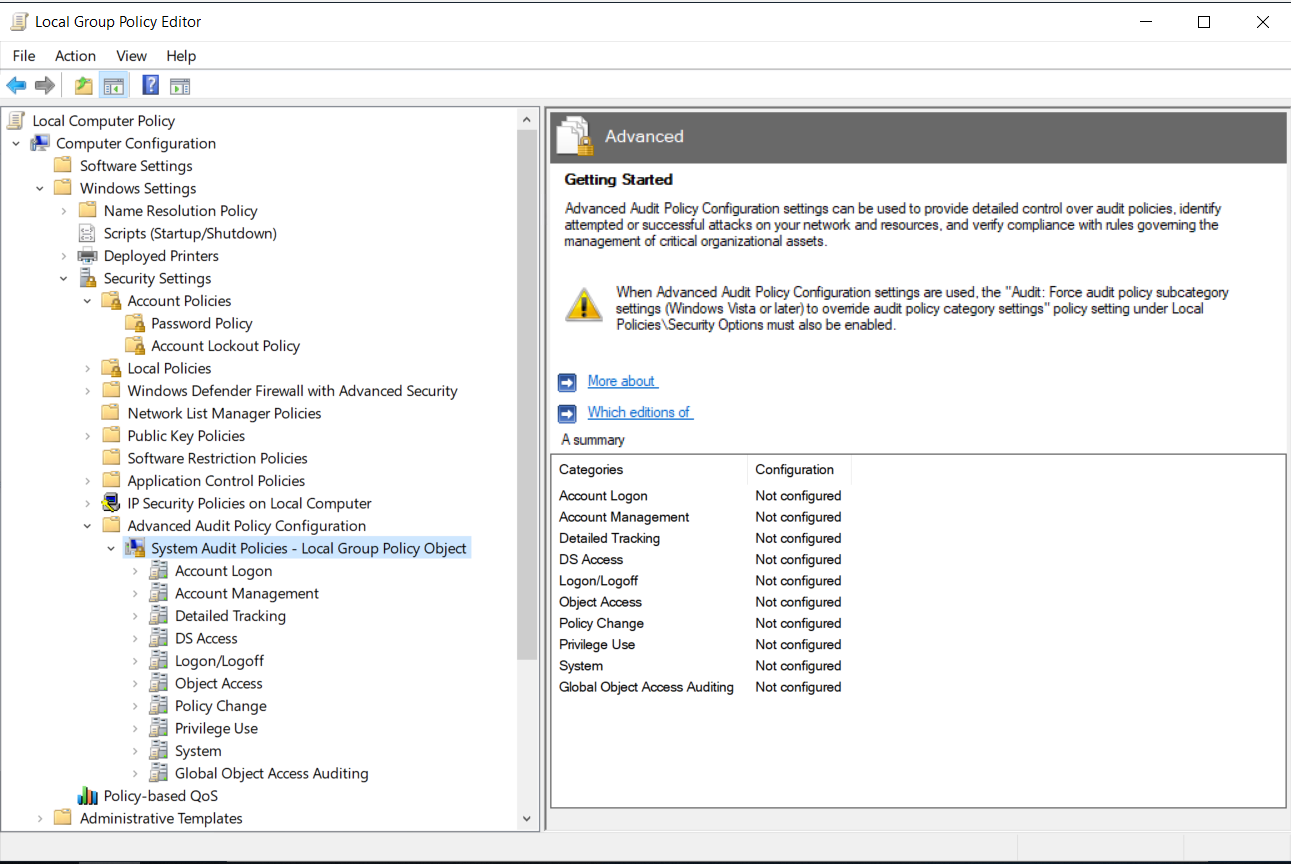 Local Group Policy Editor
File Action View Help
Local Computer Policy
Computer Configuration
Software Settings
Windows Settings
Name Resolution Policy
Scripts (Startup/Shutdown)
Deployed Printers
Security Settings
Account Policies
Password Policy
Account Lockout Policy
Local Policies
Windows Defender Firewall with Advanced Security
Network List Manager Policies
Public Key Policies
Software Restriction Policies
Application Control Policies
IP Security Policies on Local Computer
Advanced Audit Policy Configuration
System Audit Policies - Local Group Policy Object
Account Logon
Account Management
Detailed Tracking
DS Access
Logon/Logoff
Object Access
Policy Change
Privilege Use
System
Global Object Access Auditing
Policy-based QoS
Administrative Templates
Advanced
Getting Started
Advanced Audit Policy Configuration settings can be used to provide detailed control over audit policies, identify
attempted or successful attacks on your network and resources, and verify compliance with rules governing the
management of critical organizational assets.
When Advanced Audit Policy Configuration settings are used, the "Audit: Force audit policy subcategory
settings (Windows Vista or later) to override audit policy category settings" policy setting under Local
Policies\Security Options must also be enabled.
More about
Which editions of
A summary
Categories Configuration
Account Logon Not configured
Account Management Not configured
Detailed Tracking Not configured
DS Access Not configured
Logon/Logoff Not configured
Object Access Not configured
Policy Change Not configured
Privilege Use Not configured
System Not configured
Global Object Access Auditing Not configured